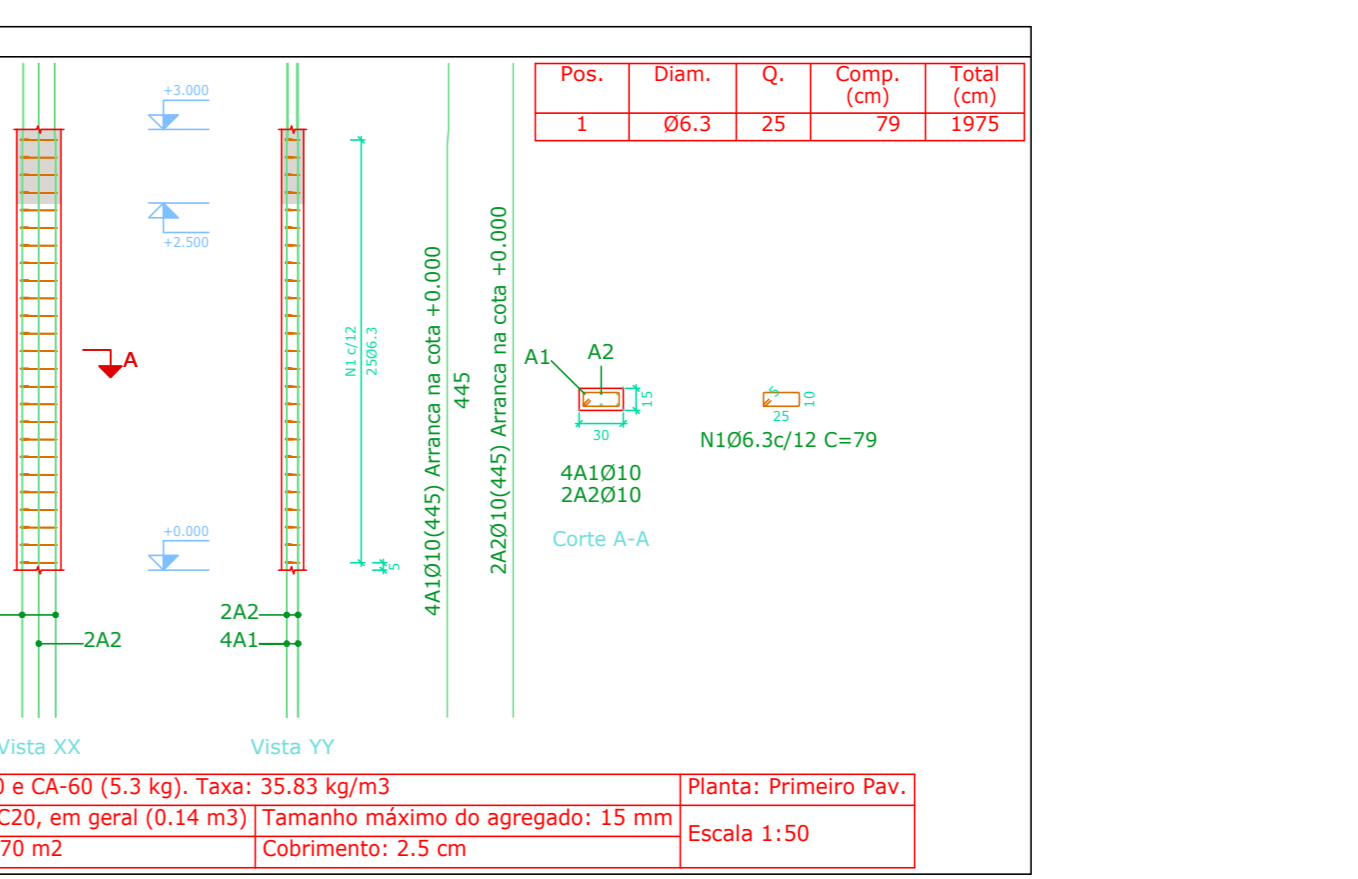 Pos. Diam. Q. Comp. (cm) Total (cm)
1 Ø6.3 25 79 1975
+3.000
+2.500
A
N1 c/12
25Ø6.3
4A1Ø10(445) Arranca na cota +0.000
445
2A2Ø10(445) Arranca na cota +0.000
A1
A2
15
30
4A1Ø10
2A2Ø10
Corte A-A
5
10
25
N1Ø6.3c/12 C=79
+0.000
5
2A2
4A1
2A2
Vista XX
Vista YY
0 e CA-60 (5.3 kg). Taxa: 35.83 kg/m3
Planta: Primeiro Pav.
C20, em geral (0.14 m3)
Tamanho máximo do agregado: 15 mm
Escala 1:50
70 m2
Cobrimento: 2.5 cm